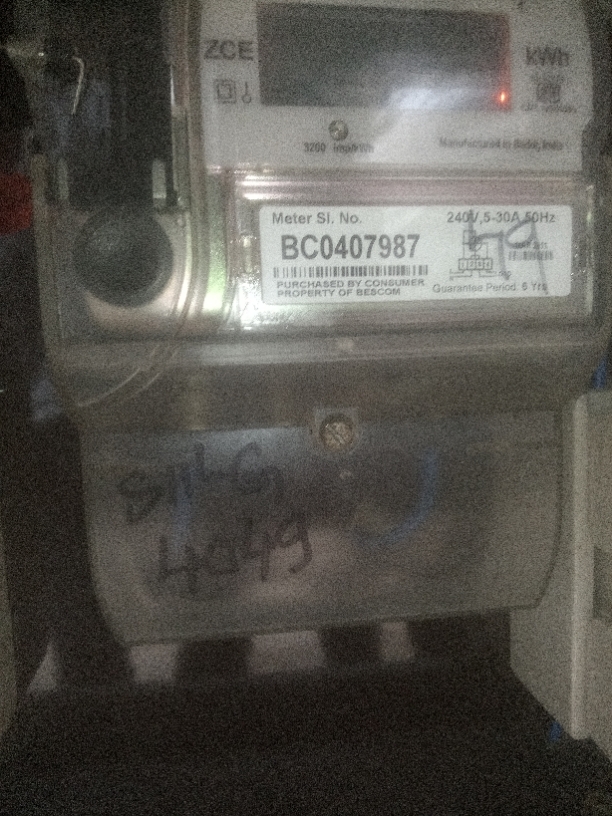 ZCE
kWh
3200 imp/kWh
Manufactured in Bidar, India
Meter Sl. No.
240V,5-30A,50Hz
BC0407987
PURCHASED BY CONSUMER
PROPERTY OF BESCOM
Guarantee Period: 5 Yrs
4049